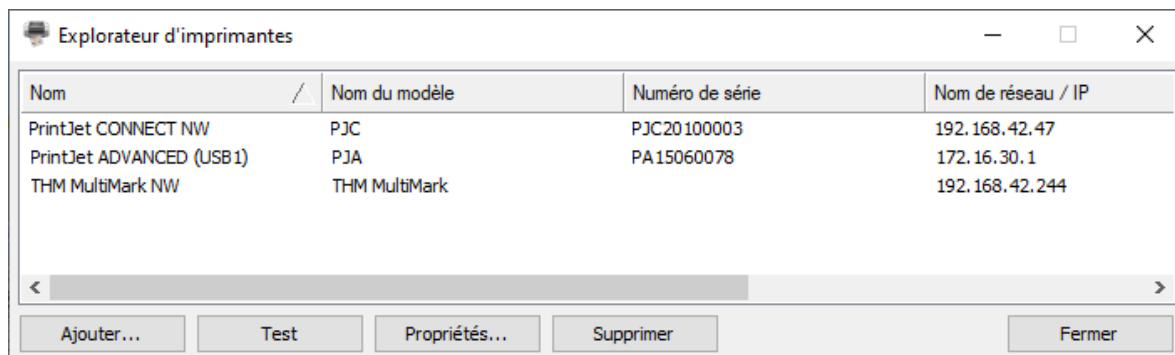 Explorateur d'imprimantes
Nom Nom du modèle Numéro de série Nom de réseau / IP
PrintJet CONNECT NW PJC PJC20100003 192.168.42.47
PrintJet ADVANCED (USB1) PJA PA15060078 172.16.30.1
THM MultiMark NW THM MultiMark 192.168.42.244
Ajouter... Test Propriétés... Supprimer Fermer